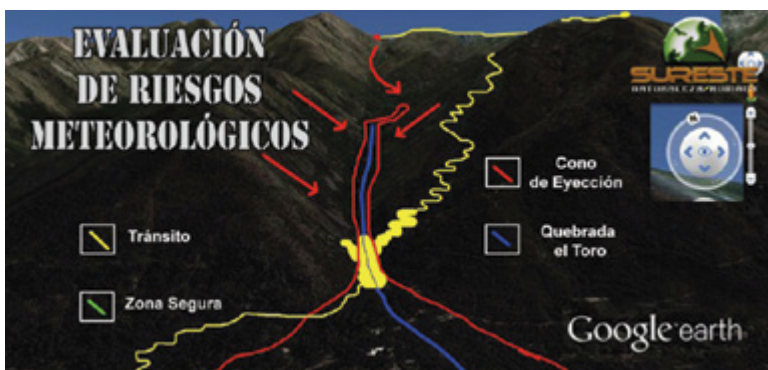 EVALUACIÓN
DE RIESGOS
METEOROLÓGICOS
SURESTE
Cono
de Eyección
Tránsito
Quebrada
el Toro
Zona Segura
Google earth